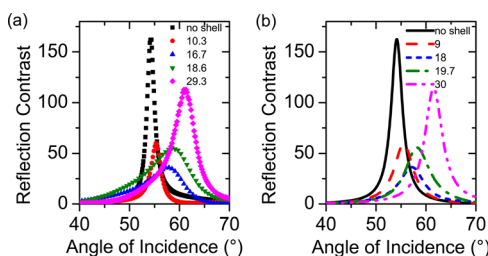 (a)
Reflection Contrast
150
100
50
0
40 50 60 70
Angle of Incidence (°)
no shell
10.3
16.7
18.6
29.3
(b)
Reflection Contrast
150
100
50
0
40 50 60 70
Angle of Incidence (°)
no shell
9
18
19.7
30